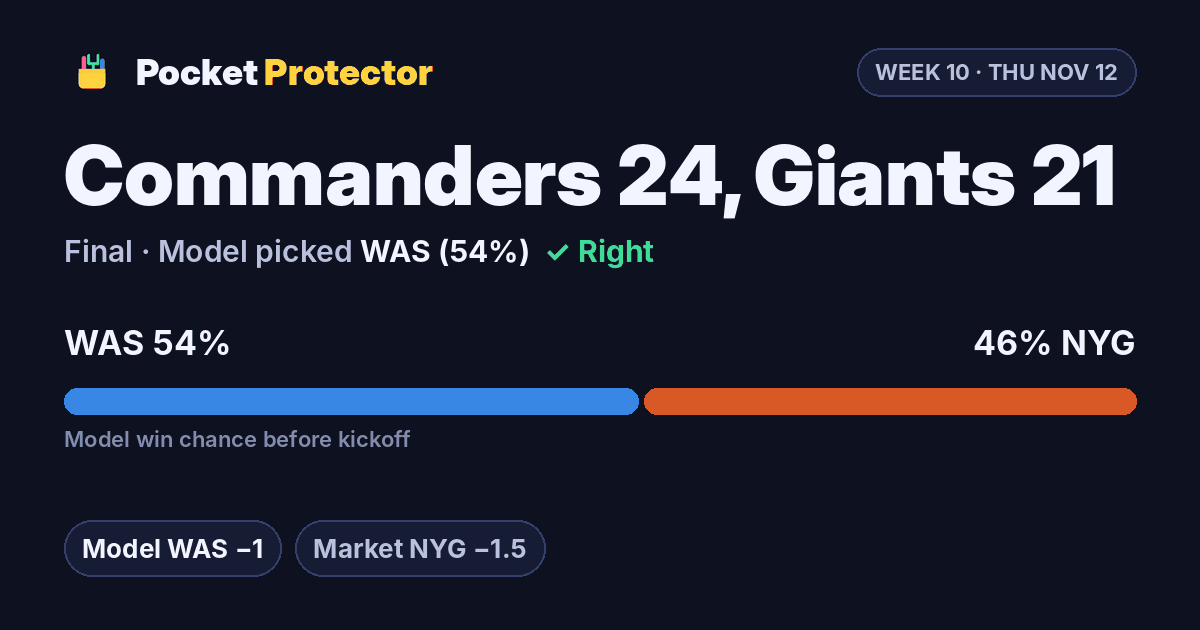 Pocket Protector
WEEK 10 · THU NOV 12
Commanders 24, Giants 21
Final · Model picked WAS (54%) ✓ Right
WAS 54%
46% NYG
Model win chance before kickoff
Model WAS −1
Market NYG −1.5